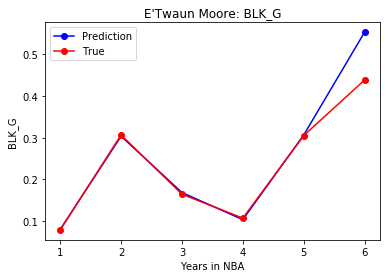 E'Twaun Moore: BLK_G
Prediction
True
0.5
0.4
0.3
0.2
0.1
BLK_G
1 2 3 4 5 6
Years in NBA